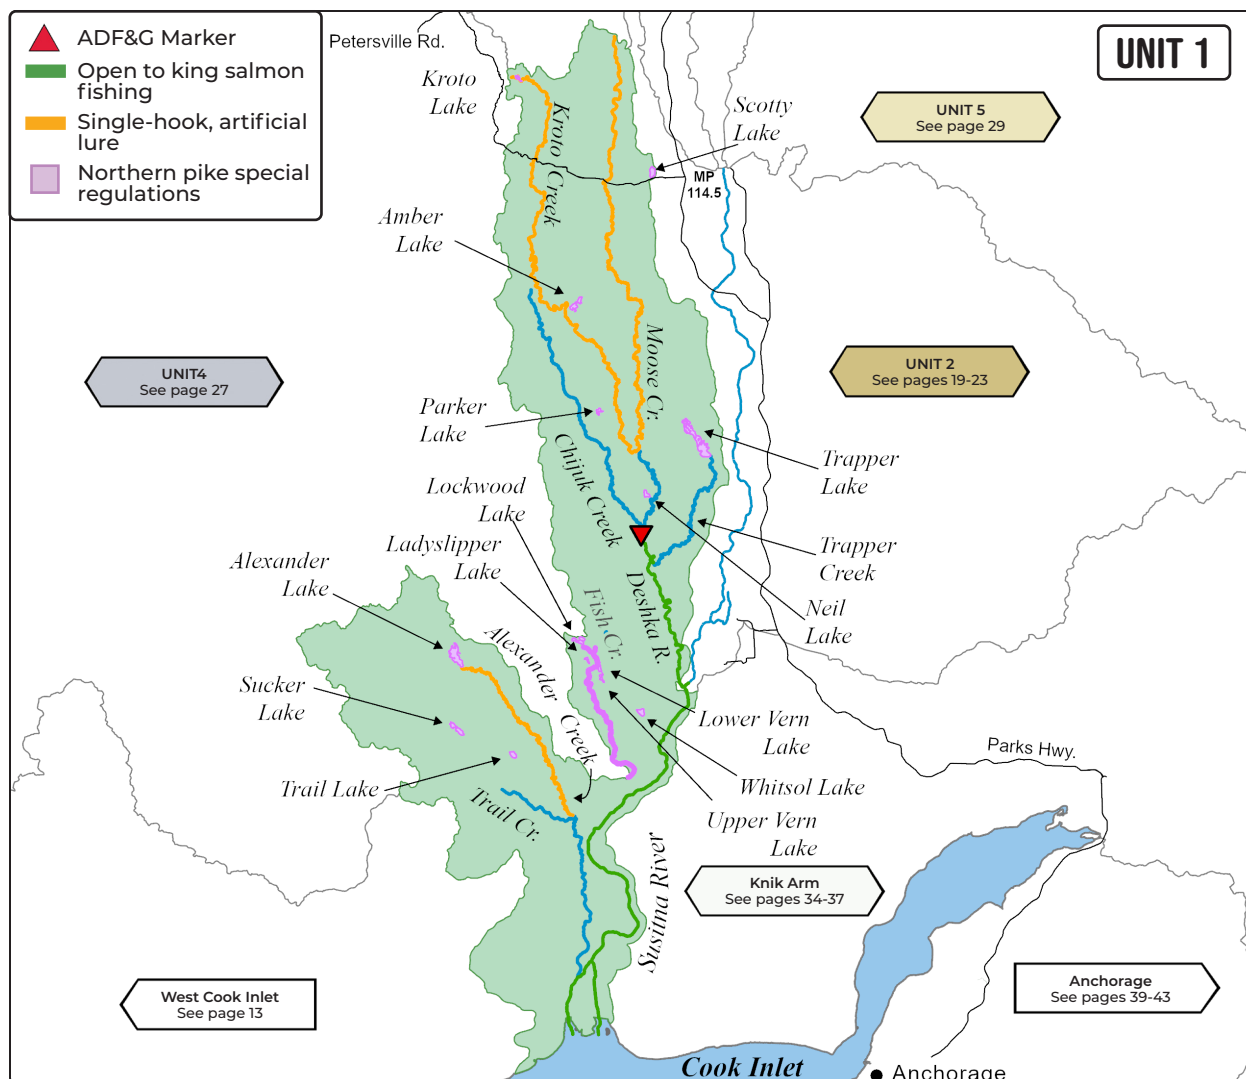 ADF&G Marker
Open to king salmon
fishing
Single-hook, artificial
lure
Northern pike special
regulations
UNIT 1
Petersville Rd.
Kroto
Lake
Kroto Creek
Scotty
Lake
UNIT 5
See page 29
MP
114.5
Amber
Lake
Moose Cr.
UNIT4
See page 27
UNIT 2
See pages 19-23
Parker
Lake
Chijuk Creek
Trapper
Lake
Lockwood
Lake
Ladyslipper
Lake
Trapper
Creek
Alexander
Lake
Fish Cr.
Deshka R.
Neil
Lake
Alexander Creek
Sucker
Lake
Lower Vern
Lake
Parks Hwy.
Trail Lake
Whitsol Lake
Trail Cr.
Upper Vern
Lake
Susitna River
Knik Arm
See pages 34-37
West Cook Inlet
See page 13
Anchorage
See pages 39-43
Cook Inlet
Anchorage